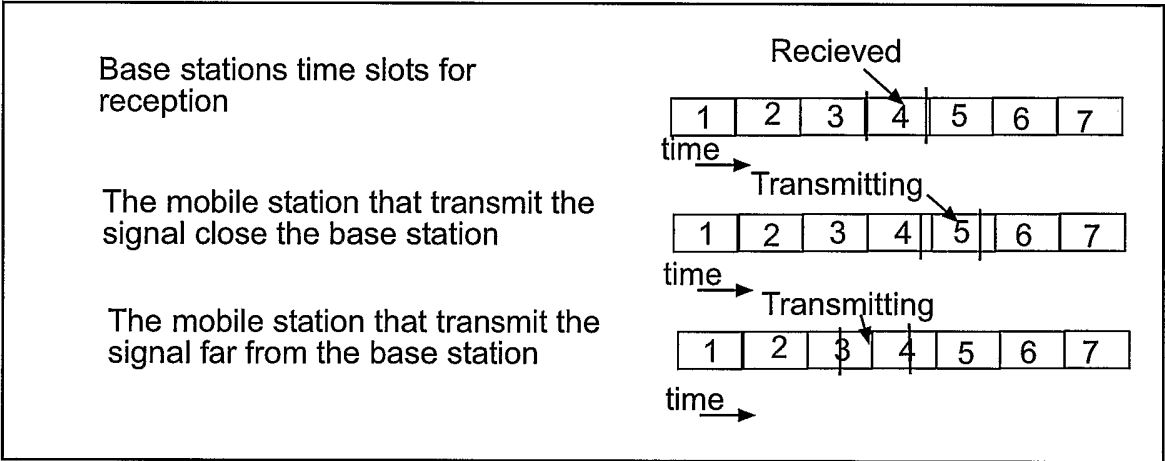 Base stations time slots for
reception
Recieved
1 2 3 4 5 6 7
time
The mobile station that transmit the
signal close the base station
Transmitting
1 2 3 4 5 6 7
time
The mobile station that transmit the
signal far from the base station
Transmitting
1 2 3 4 5 6 7
time